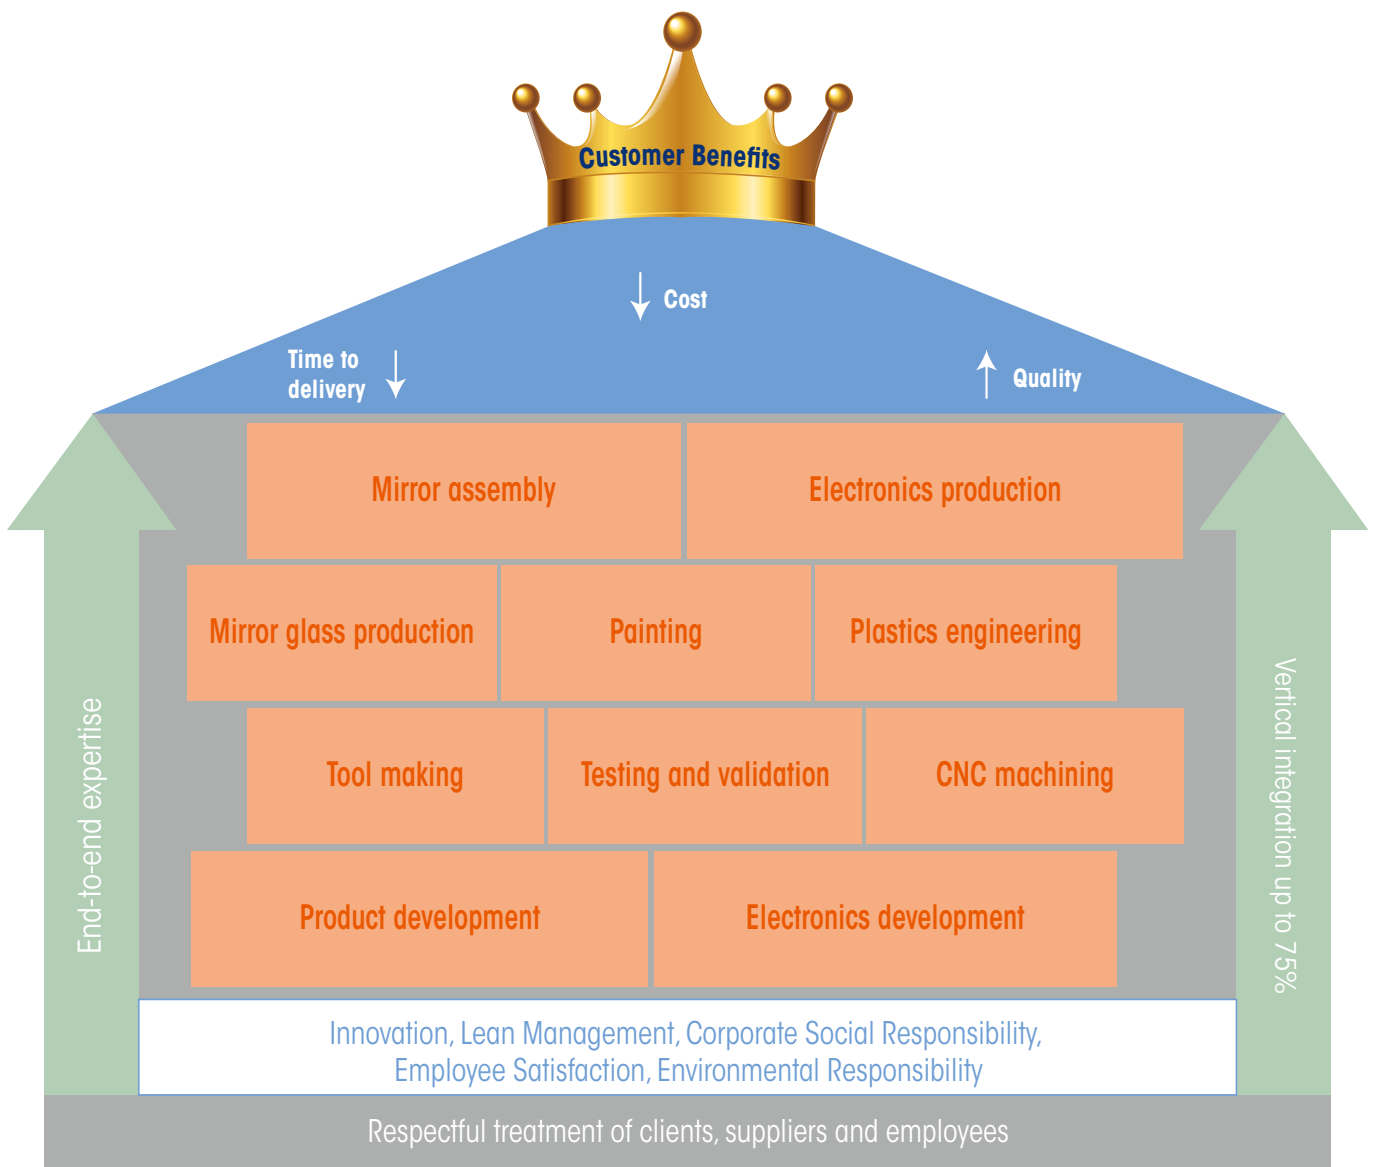 Customer Benefits
Cost
Time to
delivery
Quality
Mirror assembly
Electronics production
Mirror glass production
Painting
Plastics engineering
Tool making
Testing and validation
CNC machining
Product development
Electronics development
End-to-end expertise
Vertical integration up to 75%
Innovation, Lean Management, Corporate Social Responsibility,
Employee Satisfaction, Environmental Responsibility
Respectful treatment of clients, suppliers and employees